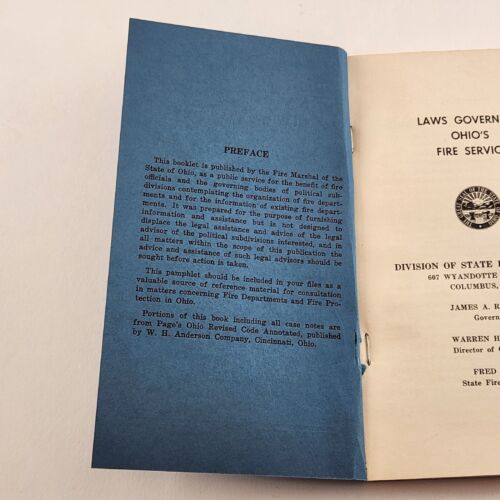 PREFACE
This booklet is published by the Fire Marshal of the
State of Ohio, as a public service for the benefit of fire
officials and the governing bodies of political sub-
divisions contemplating the organization of fire depart-
ments and for the information of existing fire depart-
ments. It was prepared for the purpose of furnishing
information and assistance but is not designed to
displace the legal assistance and advice of the legal
advisor of the political subdivisions interested, and in
all matters within the scope of this publication the
advice and assistance of such legal advisors should be
sought before action is taken.
This pamphlet should be included in your files as a
valuable source of reference material for consultation
in matters concerning Fire Departments and Fire Pro-
tection in Ohio.
Portions of this book including all case notes are
from Page's Ohio Revised Code Annotated, published
by W. H. Anderson Company, Cincinnati, Ohio.
LAWS GOVERN
OHIO'S
FIRE SERVIC
DIVISION OF STATE
607 WYANDOTTE
COLUMBUS,
JAMES A. R
Govern
WARREN H
Director of
FRED
State Fire